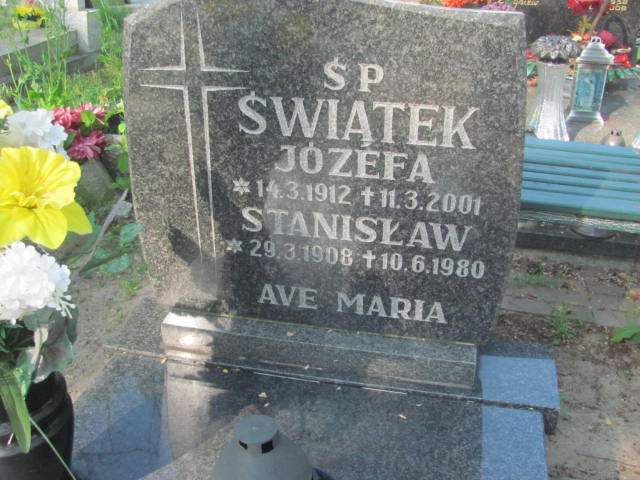 ŚP
ŚWIĄTEK
JÓZEFA
✲ 14.3.1912 ✝ 11.3.2001
STANISŁAW
✲ 29.3.1908 ✝ 10.6.1980
AVE MARIA